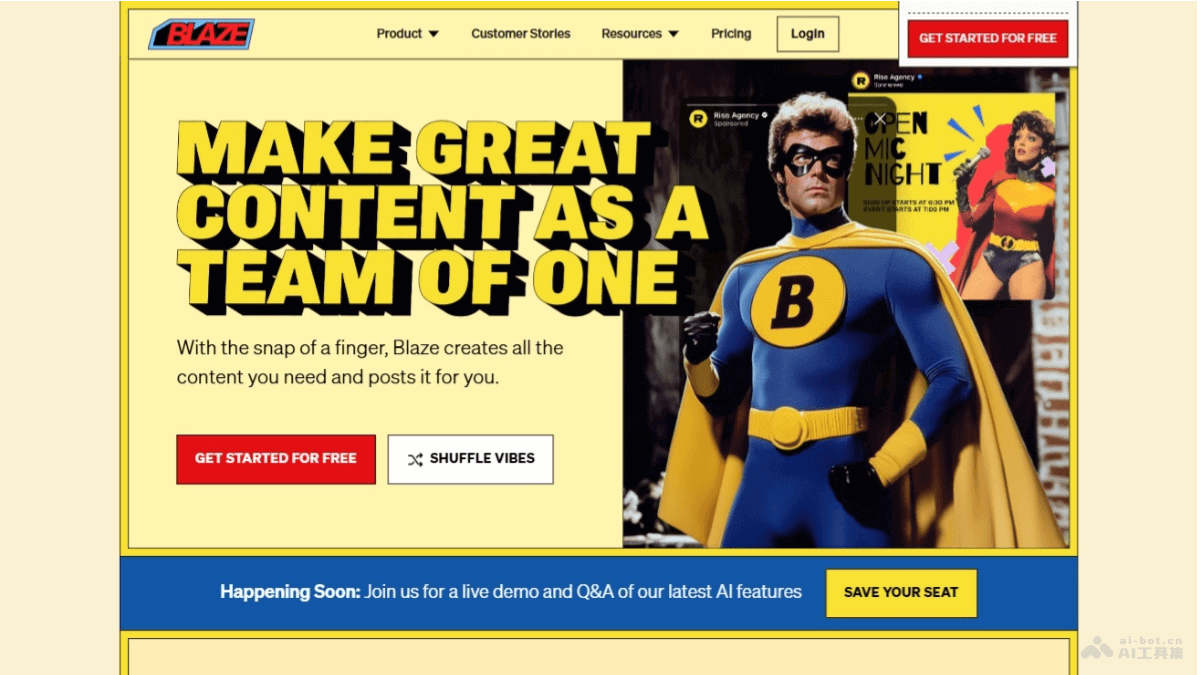 BLAZE
Product
Customer Stories
Resources
Pricing
Login
GET STARTED FOR FREE
MAKE GREAT
CONTENT AS A
TEAM OF ONE
With the snap of a finger, Blaze creates all the
content you need and posts it for you.
GET STARTED FOR FREE
SHUFFLE VIBES
R
Rise Agency
Sponsored
R
Rise Agency
Sponsored
OPEN
MIC
NIGHT
SIGN UP STARTS AT 6:30 PM
EVENT STARTS AT 7:00 PM
B
Happening Soon: Join us for a live demo and Q&A of our latest AI features
SAVE YOUR SEAT
ai-bot.cn
AI工具集